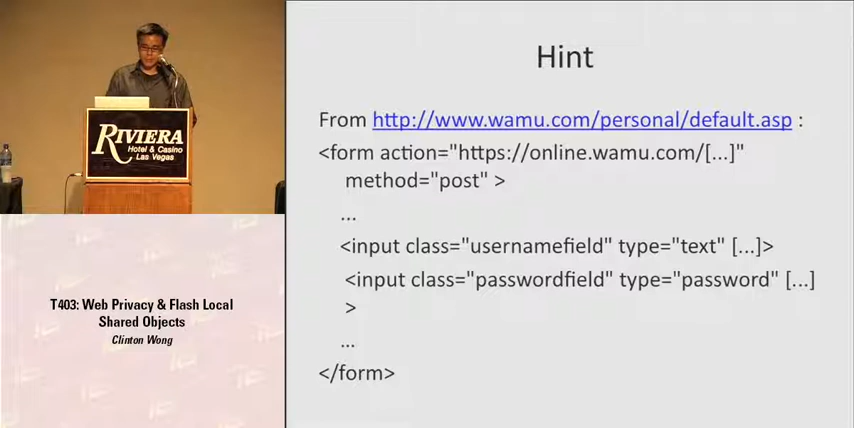 RIVIERA
Hotel & Casino
Las Vegas
T403: Web Privacy & Flash Local
Shared Objects
Clinton Wong
Hint
From http://www.wamu.com/personal/default.asp :
<form action="https://online.wamu.com/[...]"
method="post" >
...
<input class="usernamefield" type="text" [...]>
<input class="passwordfield" type="password" [...]
>
...
</form>